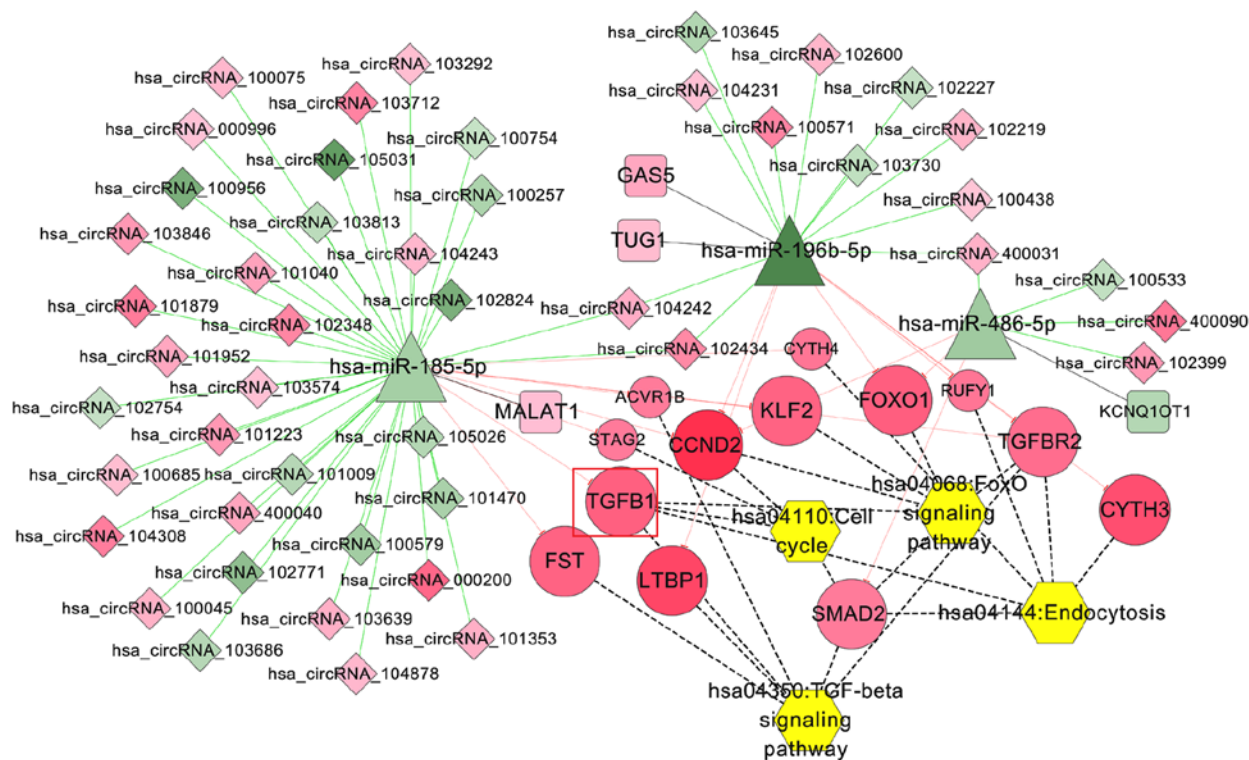 hsa_circRNA_103645
hsa_circRNA_103292
hsa_circRNA_102600
hsa_circRNA_100075
hsa_circRNA_104231
hsa_circRNA_102227
hsa_circRNA_103712
hsa_circRNA_000996
hsa_circRNA_100571
hsa_circRNA_102219
hsa_circRNA_100754
hsa_circRNA_105031
hsa_circRNA_103730
GAS5
hsa_circRNA_100956
hsa_circRNA_100257
hsa_circRNA_100438
hsa_circRNA_103813
hsa_circRNA_103846
TUG1
hsa-miR-196b-5p
hsa_circRNA_104243
hsa_circRNA_400031
hsa_circRNA_101040
hsa_circRNA_100533
hsa_circRNA_102824
hsa_circRNA_101879
hsa_circRNA_104242
hsa_circRNA_102348
hsa-miR-486-5p
hsa_circRNA_400090
hsa_circRNA_102434
CYTH4
hsa_circRNA_101952
hsa_circRNA_102399
hsa-miR-185-5p
hsa_circRNA_103574
ACVR1B
RUFY1
FOXO1
KLF2
hsa_circRNA_102754
MALAT1
KCNQ1OT1
hsa_circRNA_101223
hsa_circRNA_105026
STAG2
CCND2
TGFBR2
hsa_circRNA_100685
hsa_circRNA_101009
hsa04068:FoxO
signaling
pathway
TGFB1
hsa_circRNA_101470
hsa_circRNA_400040
hsa04110:Cell
cycle
CYTH3
hsa_circRNA_104308
hsa_circRNA_100579
FST
hsa_circRNA_102771
hsa_circRNA_000200
LTBP1
hsa_circRNA_100045
hsa_circRNA_103639
SMAD2
hsa04144:Endocytosis
hsa_circRNA_101353
hsa_circRNA_103686
hsa_circRNA_104878
hsa04350:TGF-beta
signaling
pathway